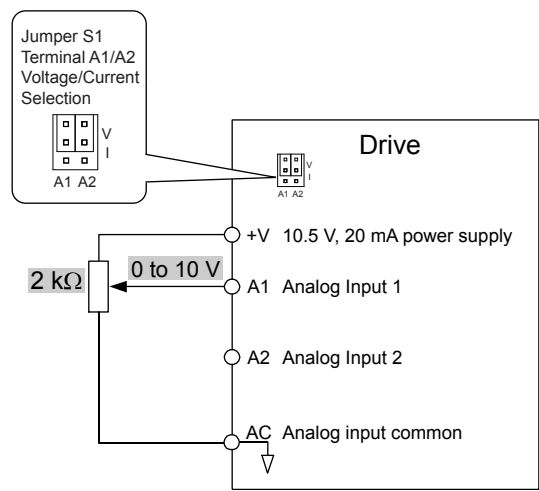 Jumper S1
Terminal A1/A2
Voltage/Current
Selection
V
I
A1 A2
Drive
V
I
A1 A2
+V 10.5 V, 20 mA power supply
2 kΩ
0 to 10 V
A1 Analog Input 1
A2 Analog Input 2
AC Analog input common